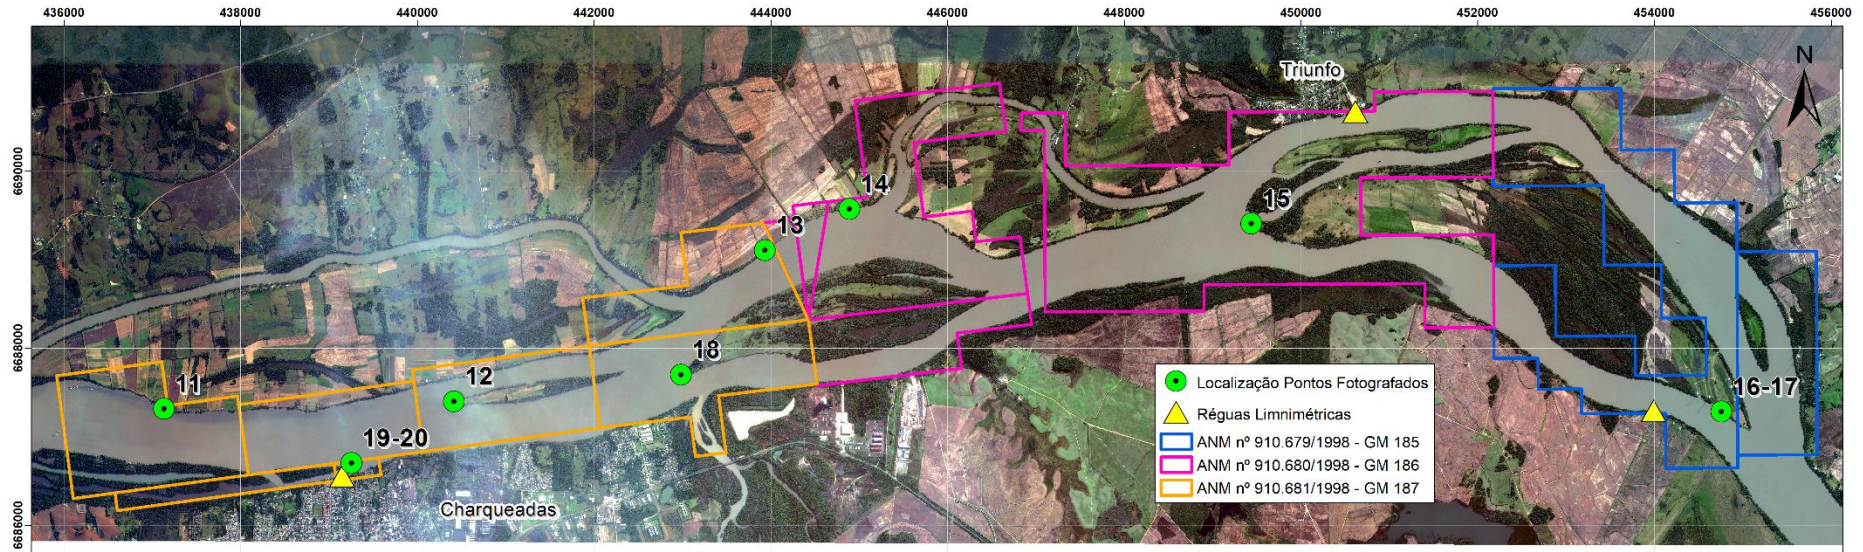 436000 438000 440000 442000 444000 446000 448000 450000 452000 454000 456000
Triunfo
N
6690000
14
15
13
6688000
18
12
11
16-17
19-20
Charqueadas
6686000
Localização Pontos Fotografados
Réguas Limnimétricas
ANM nº 910.679/1998 - GM 185
ANM nº 910.680/1998 - GM 186
ANM nº 910.681/1998 - GM 187